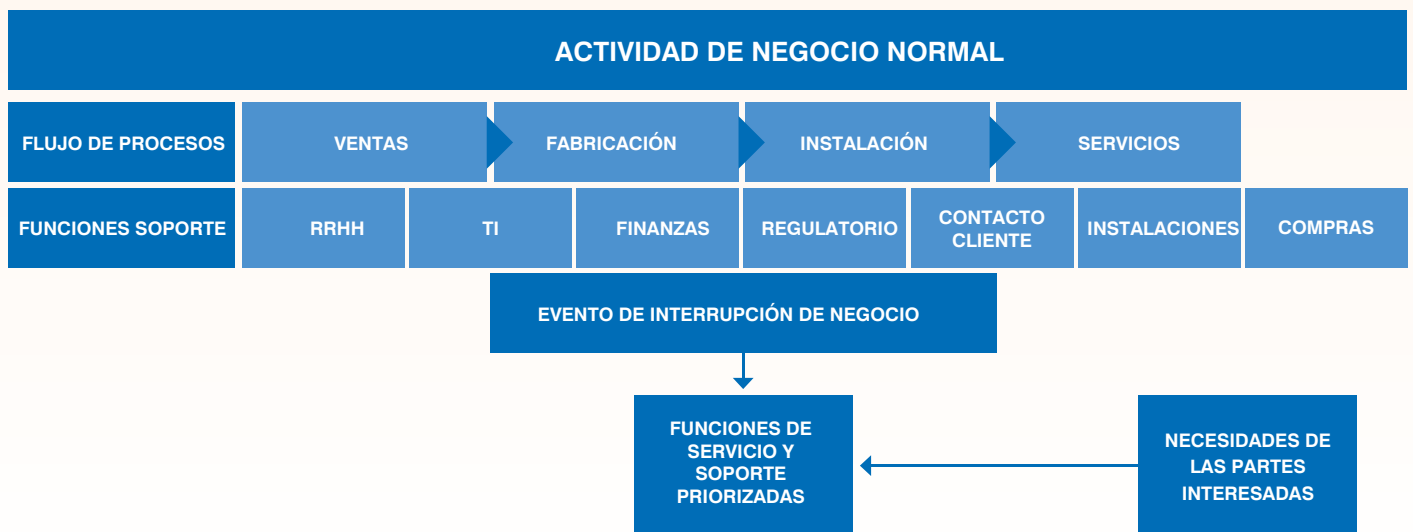 ACTIVIDAD DE NEGOCIO NORMAL
FLUJO DE PROCESOS
VENTAS
FABRICACIÓN
INSTALACIÓN
SERVICIOS
FUNCIONES SOPORTE
RRHH
TI
FINANZAS
REGULATORIO
CONTACTO
CLIENTE
INSTALACIONES
COMPRAS
EVENTO DE INTERRUPCIÓN DE NEGOCIO
FUNCIONES DE
SERVICIO Y
SOPORTE
PRIORIZADAS
NECESIDADES DE
LAS PARTES
INTERESADAS